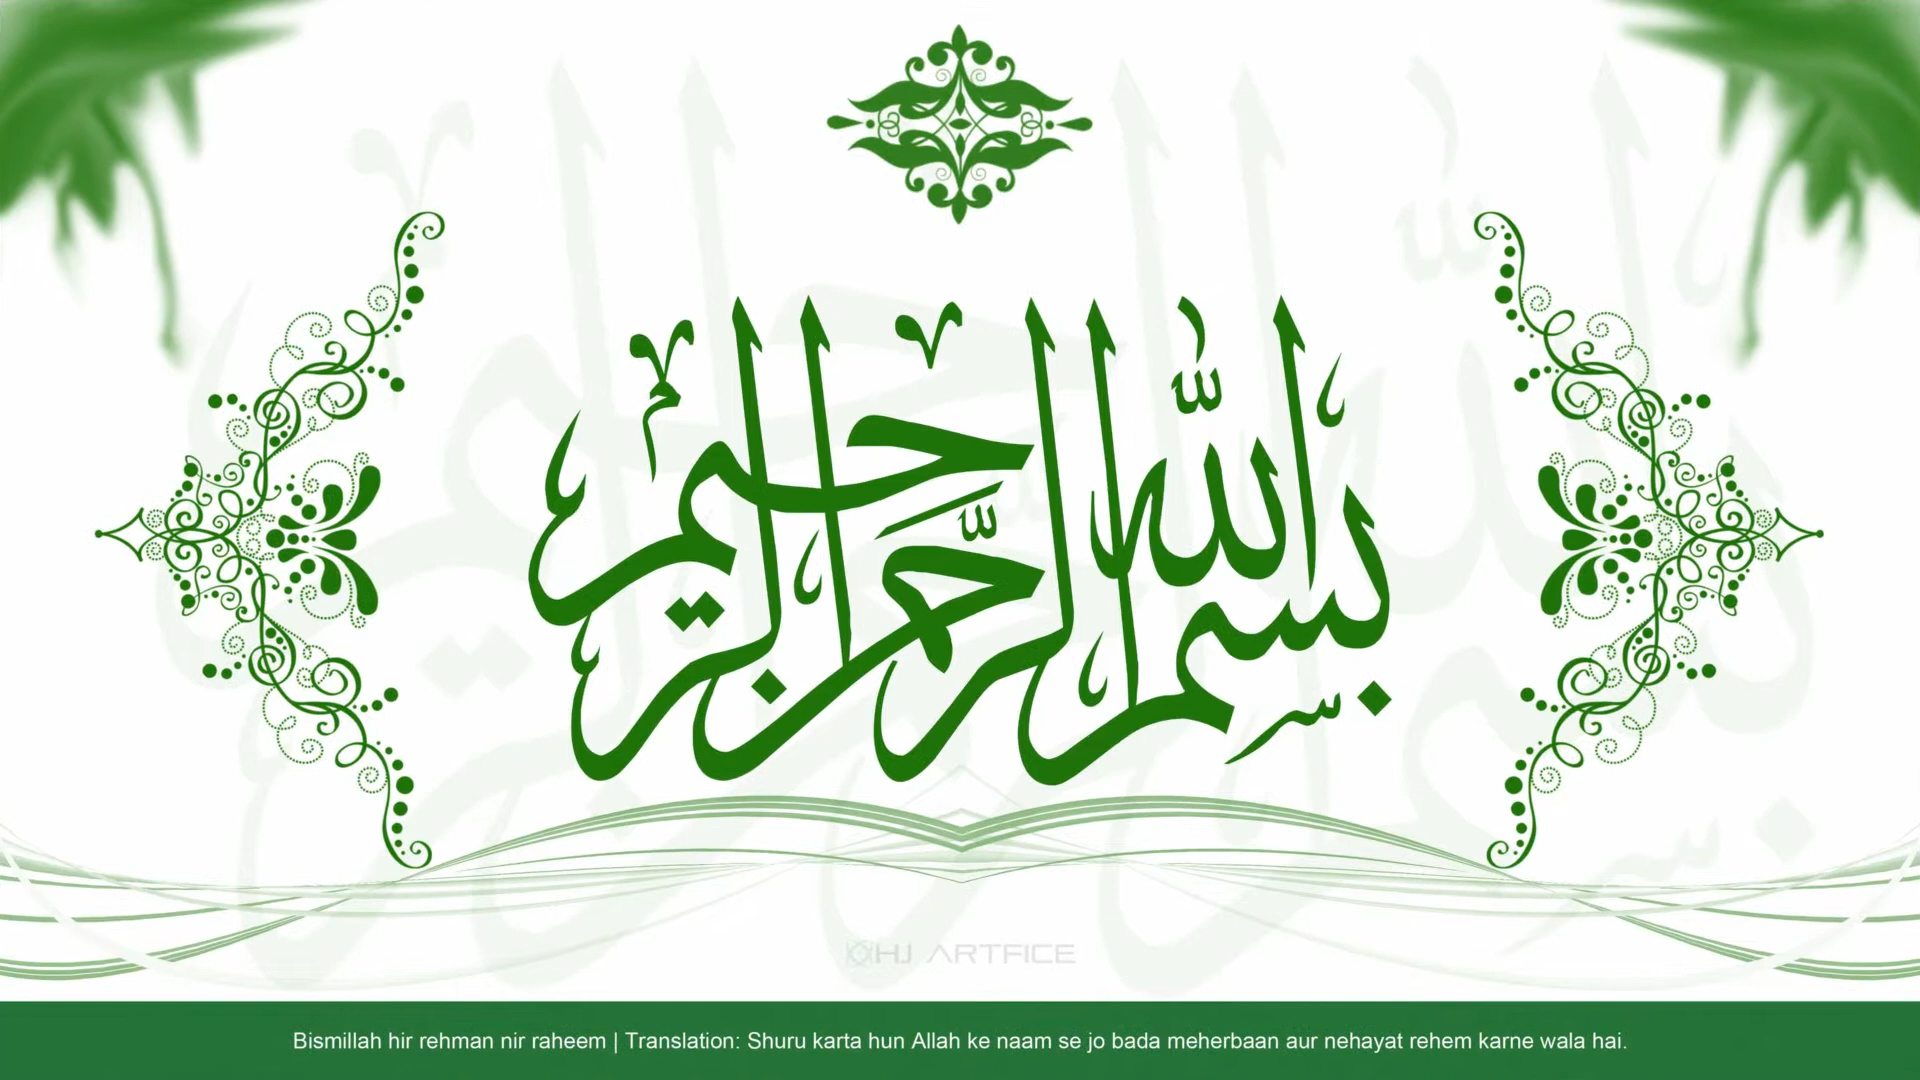 بسم الله الرحمن الرحيم
HJ ARTFICE
Bismillah hir rehman nir raheem | Translation: Shuru karta hun Allah ke naam se jo bada meherbaan aur nehayat rehem karne wala hai.